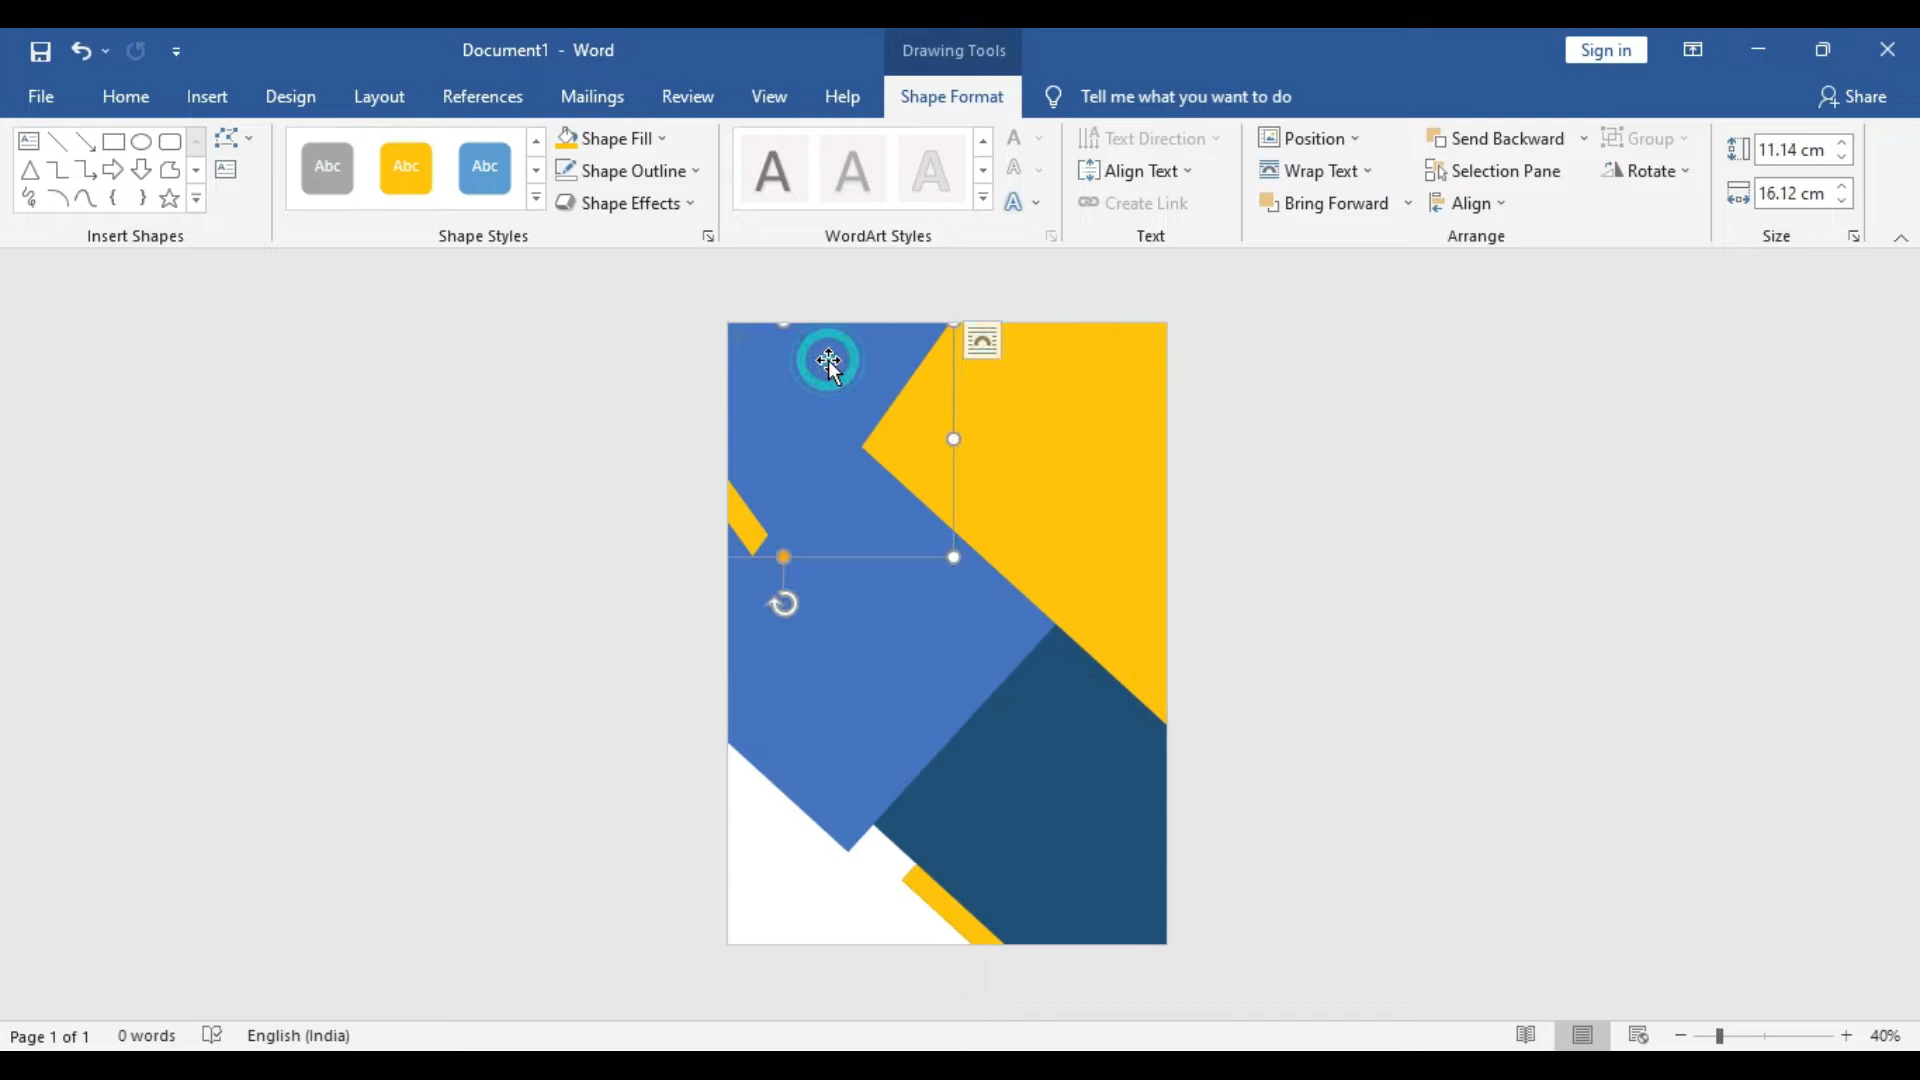 Document1 - Word
Drawing Tools
Sign in
File Home Insert Design Layout References Mailings Review View Help Shape Format Tell me what you want to do Share
Abc Abc Abc
Shape Fill
Shape Outline
Shape Effects
A A A
A
A
A
Text Direction
Align Text
Create Link
Position
Wrap Text
Bring Forward
Send Backward
Selection Pane
Align
Group
Rotate
11.14 cm
16.12 cm
Insert Shapes Shape Styles WordArt Styles Text Arrange Size
Page 1 of 1 0 words English (India) 40%